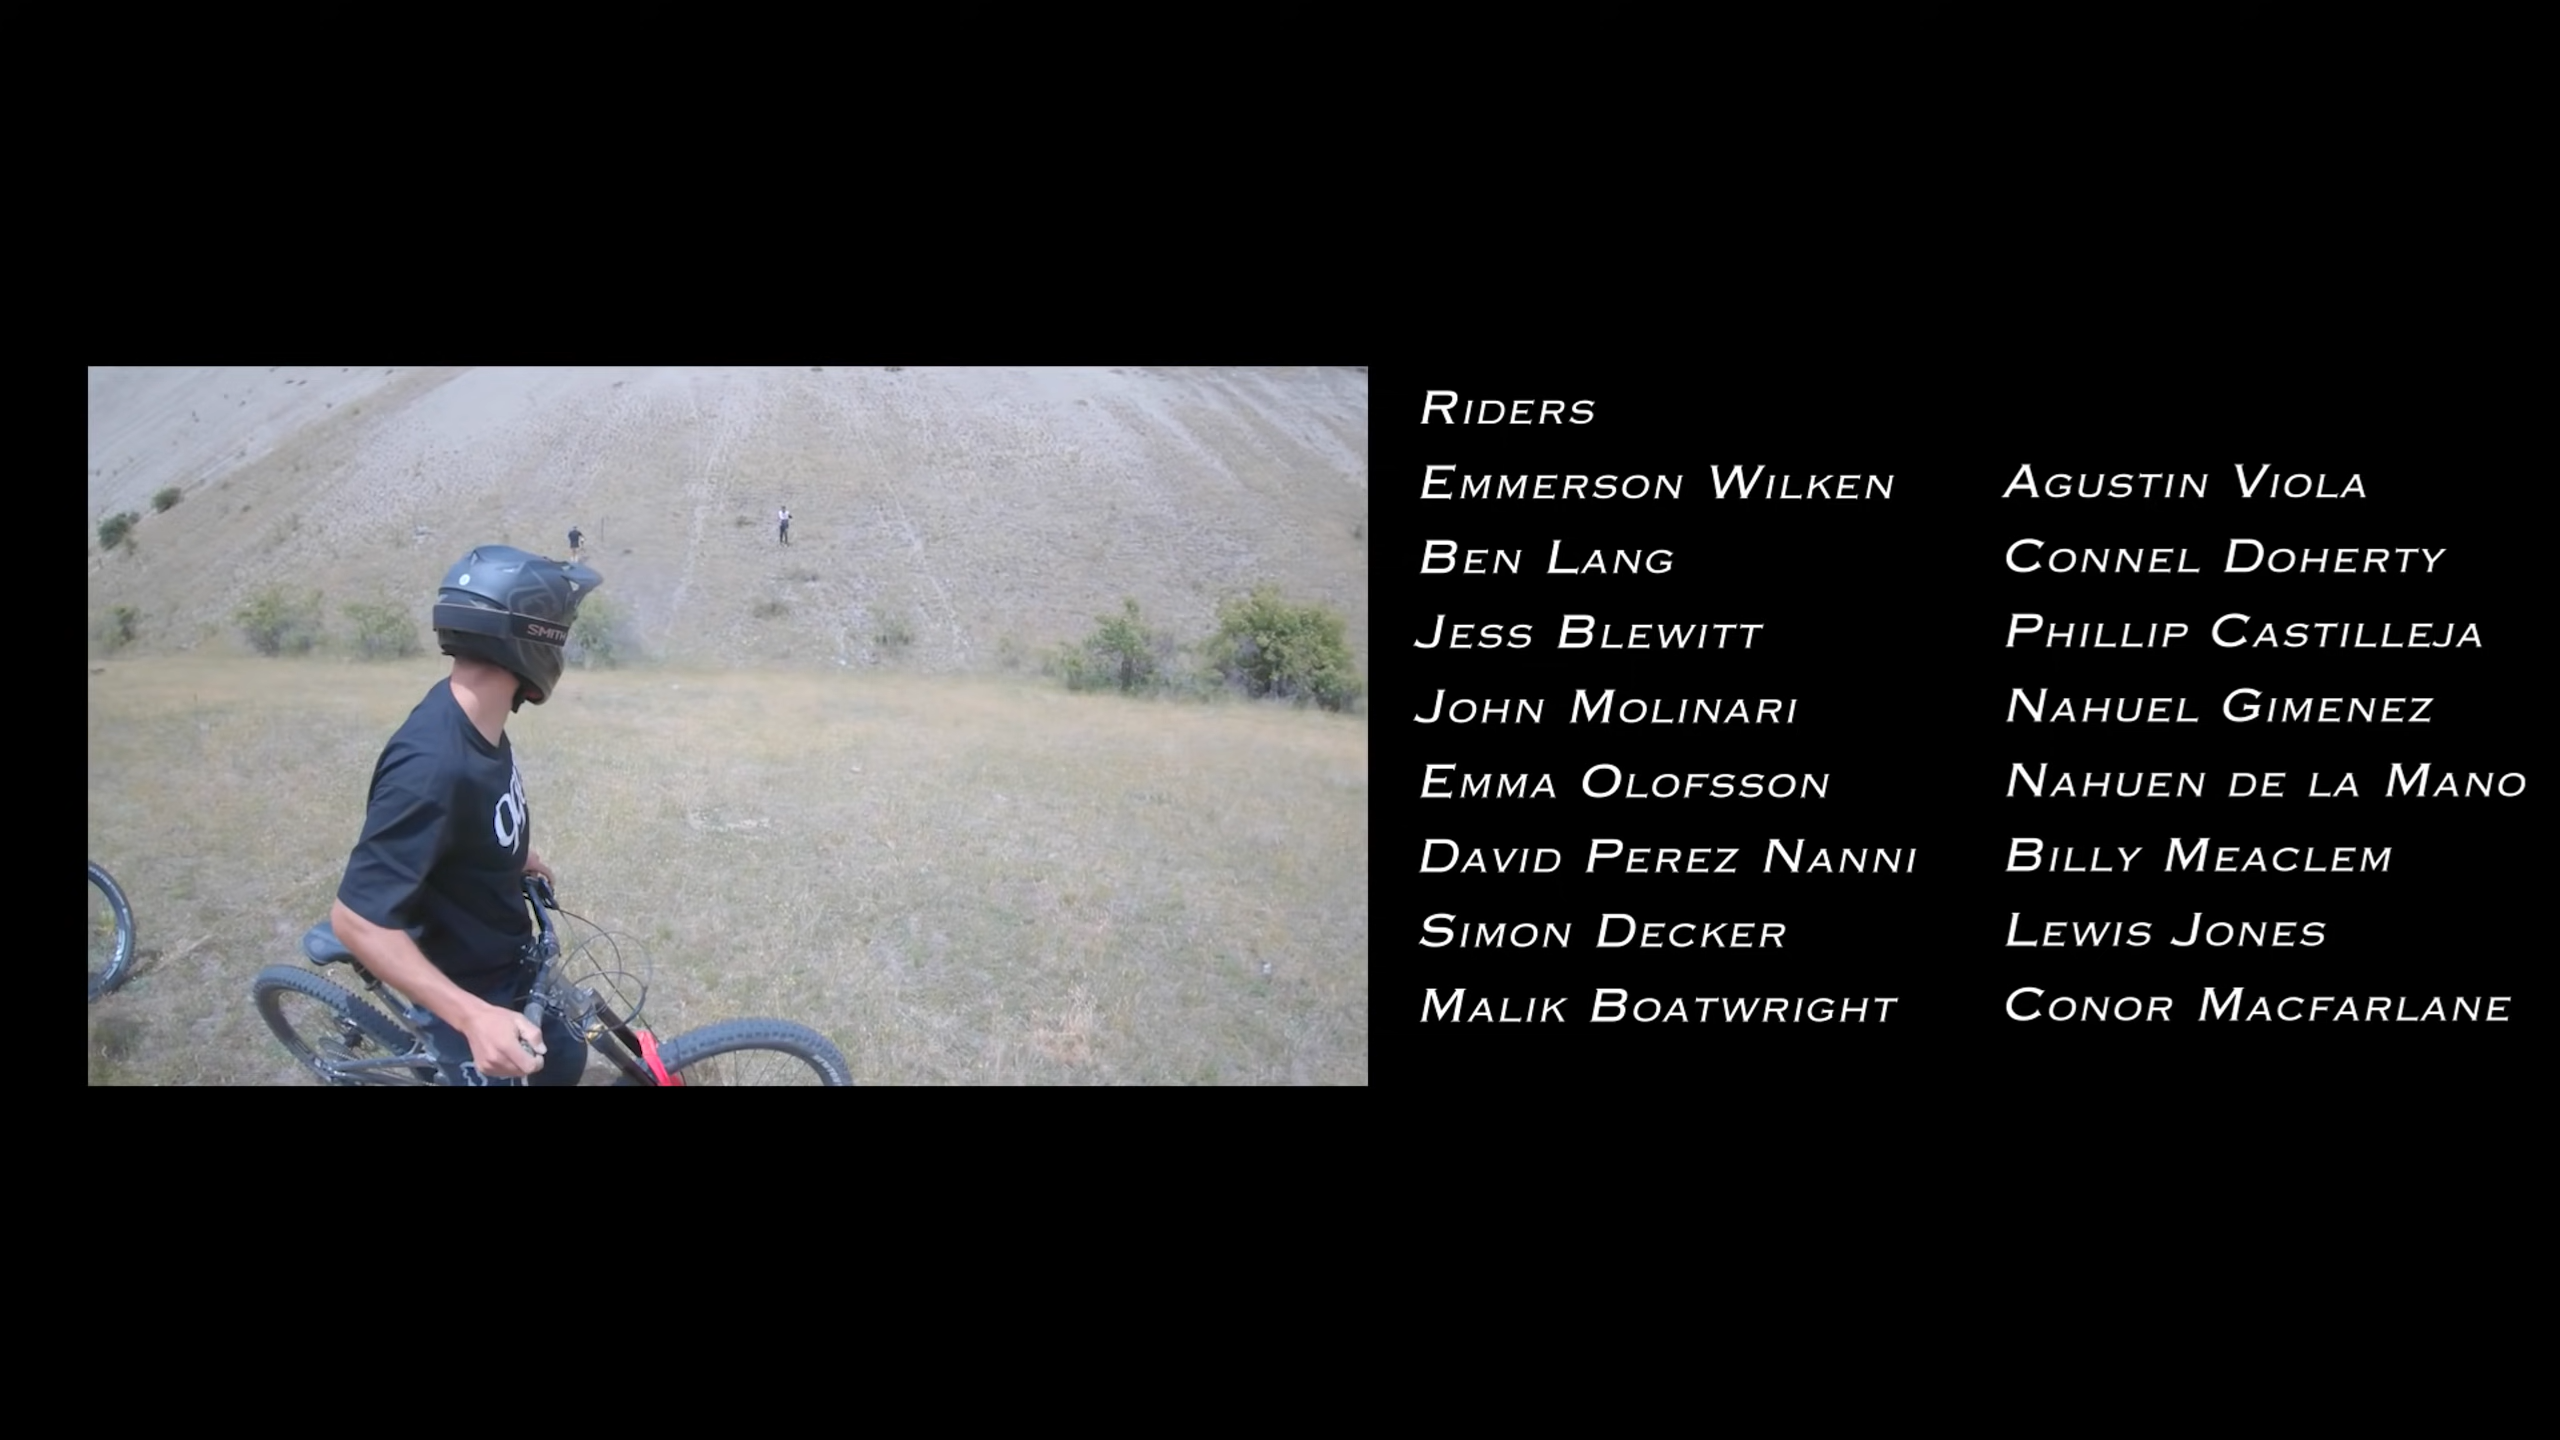 Riders
Emmerson Wilken
Ben Lang
Jess Blewitt
John Molinari
Emma Olofsson
David Perez Nanni
Simon Decker
Malik Boatwright
Agustin Viola
Connel Doherty
Phillip Castilleja
Nahuel Gimenez
Nahuen de la Mano
Billy Meaclem
Lewis Jones
Conor Macfarlane
SMITH